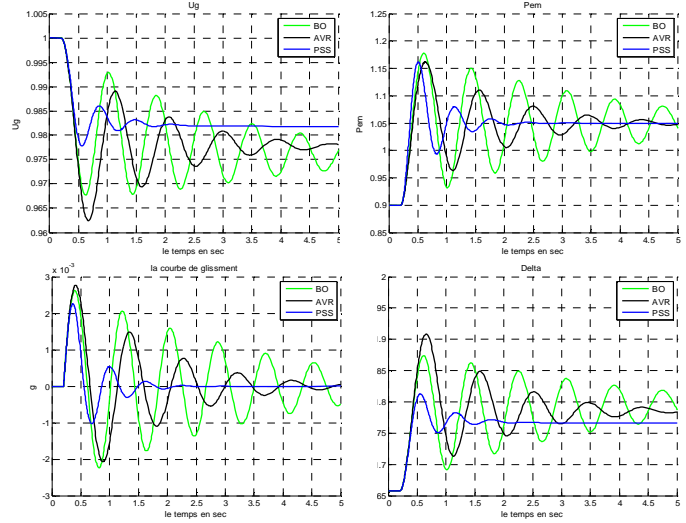 Ug
1.005
1
0.995
0.99
0.985
0.98
0.975
0.97
0.965
0.96
Ug
BO
AVR
PSS
0 0.5 1 1.5 2 2.5 3 3.5 4 4.5 5
le temps en sec
Pem
1.25
1.2
1.15
1.1
1.05
1
0.95
0.9
0.85
Pem
BO
AVR
PSS
0 0.5 1 1.5 2 2.5 3 3.5 4 4.5 5
le temps en sec
la courbe de glissment
x 10-3
3
2
1
0
-1
-2
-3
g
BO
AVR
PSS
0 0.5 1 1.5 2 2.5 3 3.5 4 4.5 5
le temps en sec
Delta
2
.95
1.9
.85
1.8
.75
1.7
65
BO
AVR
PSS
0 0.5 1 1.5 2 2.5 3 3.5 4 4.5 5
le temps en sec